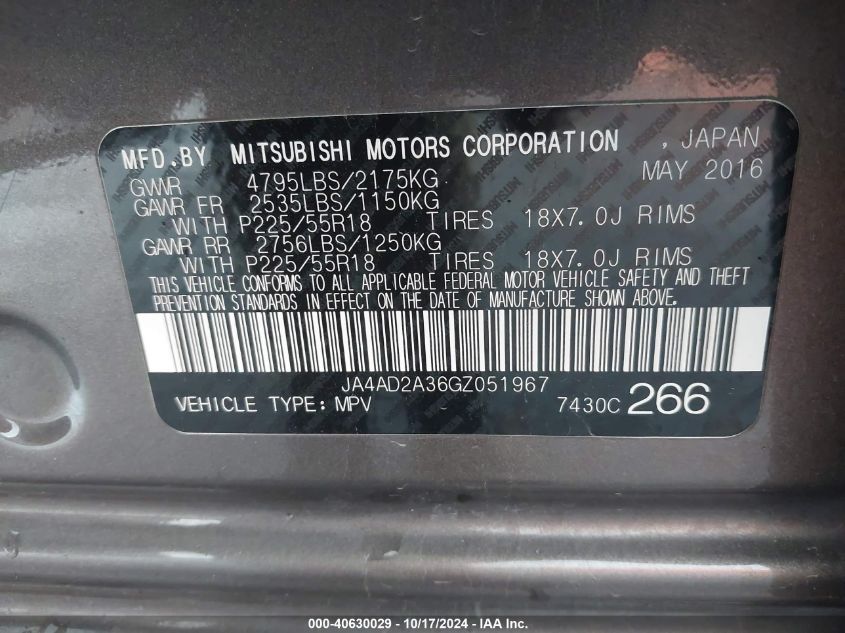 MFD. BY MITSUBISHI MOTORS CORPORATION , JAPAN
GVWR 4795LBS/2175KG MAY 2016
GAWR FR 2535LBS/1150KG
WITH P225/55R18 TIRES 18X7.0J RIMS
GAWR RR 2756LBS/1250KG
WITH P225/55R18 TIRES 18X7.0J RIMS
THIS VEHICLE CONFORMS TO ALL APPLICABLE FEDERAL MOTOR VEHICLE SAFETY AND THEFT
PREVENTION STANDARDS IN EFFECT ON THE DATE OF MANUFACTURE SHOWN ABOVE.
JA4AD2A36GZ051967
VEHICLE TYPE: MPV 7430C 266
000-40630029 - 10/17/2024 - IAA Inc.